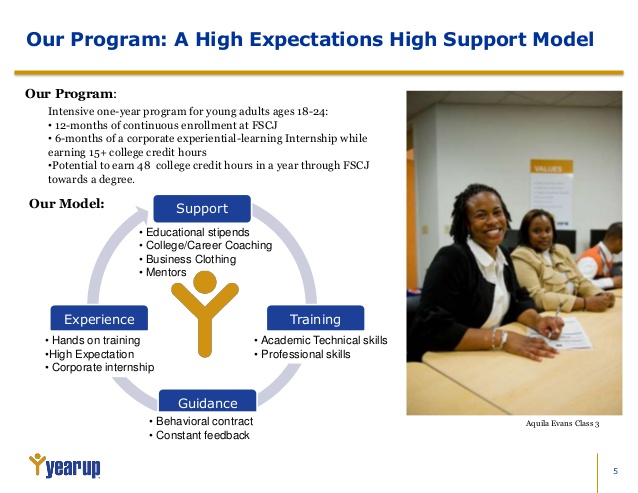 Our Program: A High Expectations High Support Model
Our Program:
Intensive one-year program for young adults ages 18-24:
• 12-months of continuous enrollment at FSCJ
• 6-months of a corporate experiential-learning Internship while
earning 15+ college credit hours
•Potential to earn 48 college credit hours in a year through FSCJ
towards a degree.
Our Model:
Support
• Educational stipends
• College/Career Coaching
• Business Clothing
• Mentors
Experience
• Hands on training
•High Expectation
• Corporate internship
Training
• Academic Technical skills
• Professional skills
Guidance
• Behavioral contract
• Constant feedback
VALUES
Aquila Evans Class 3
yearup
5